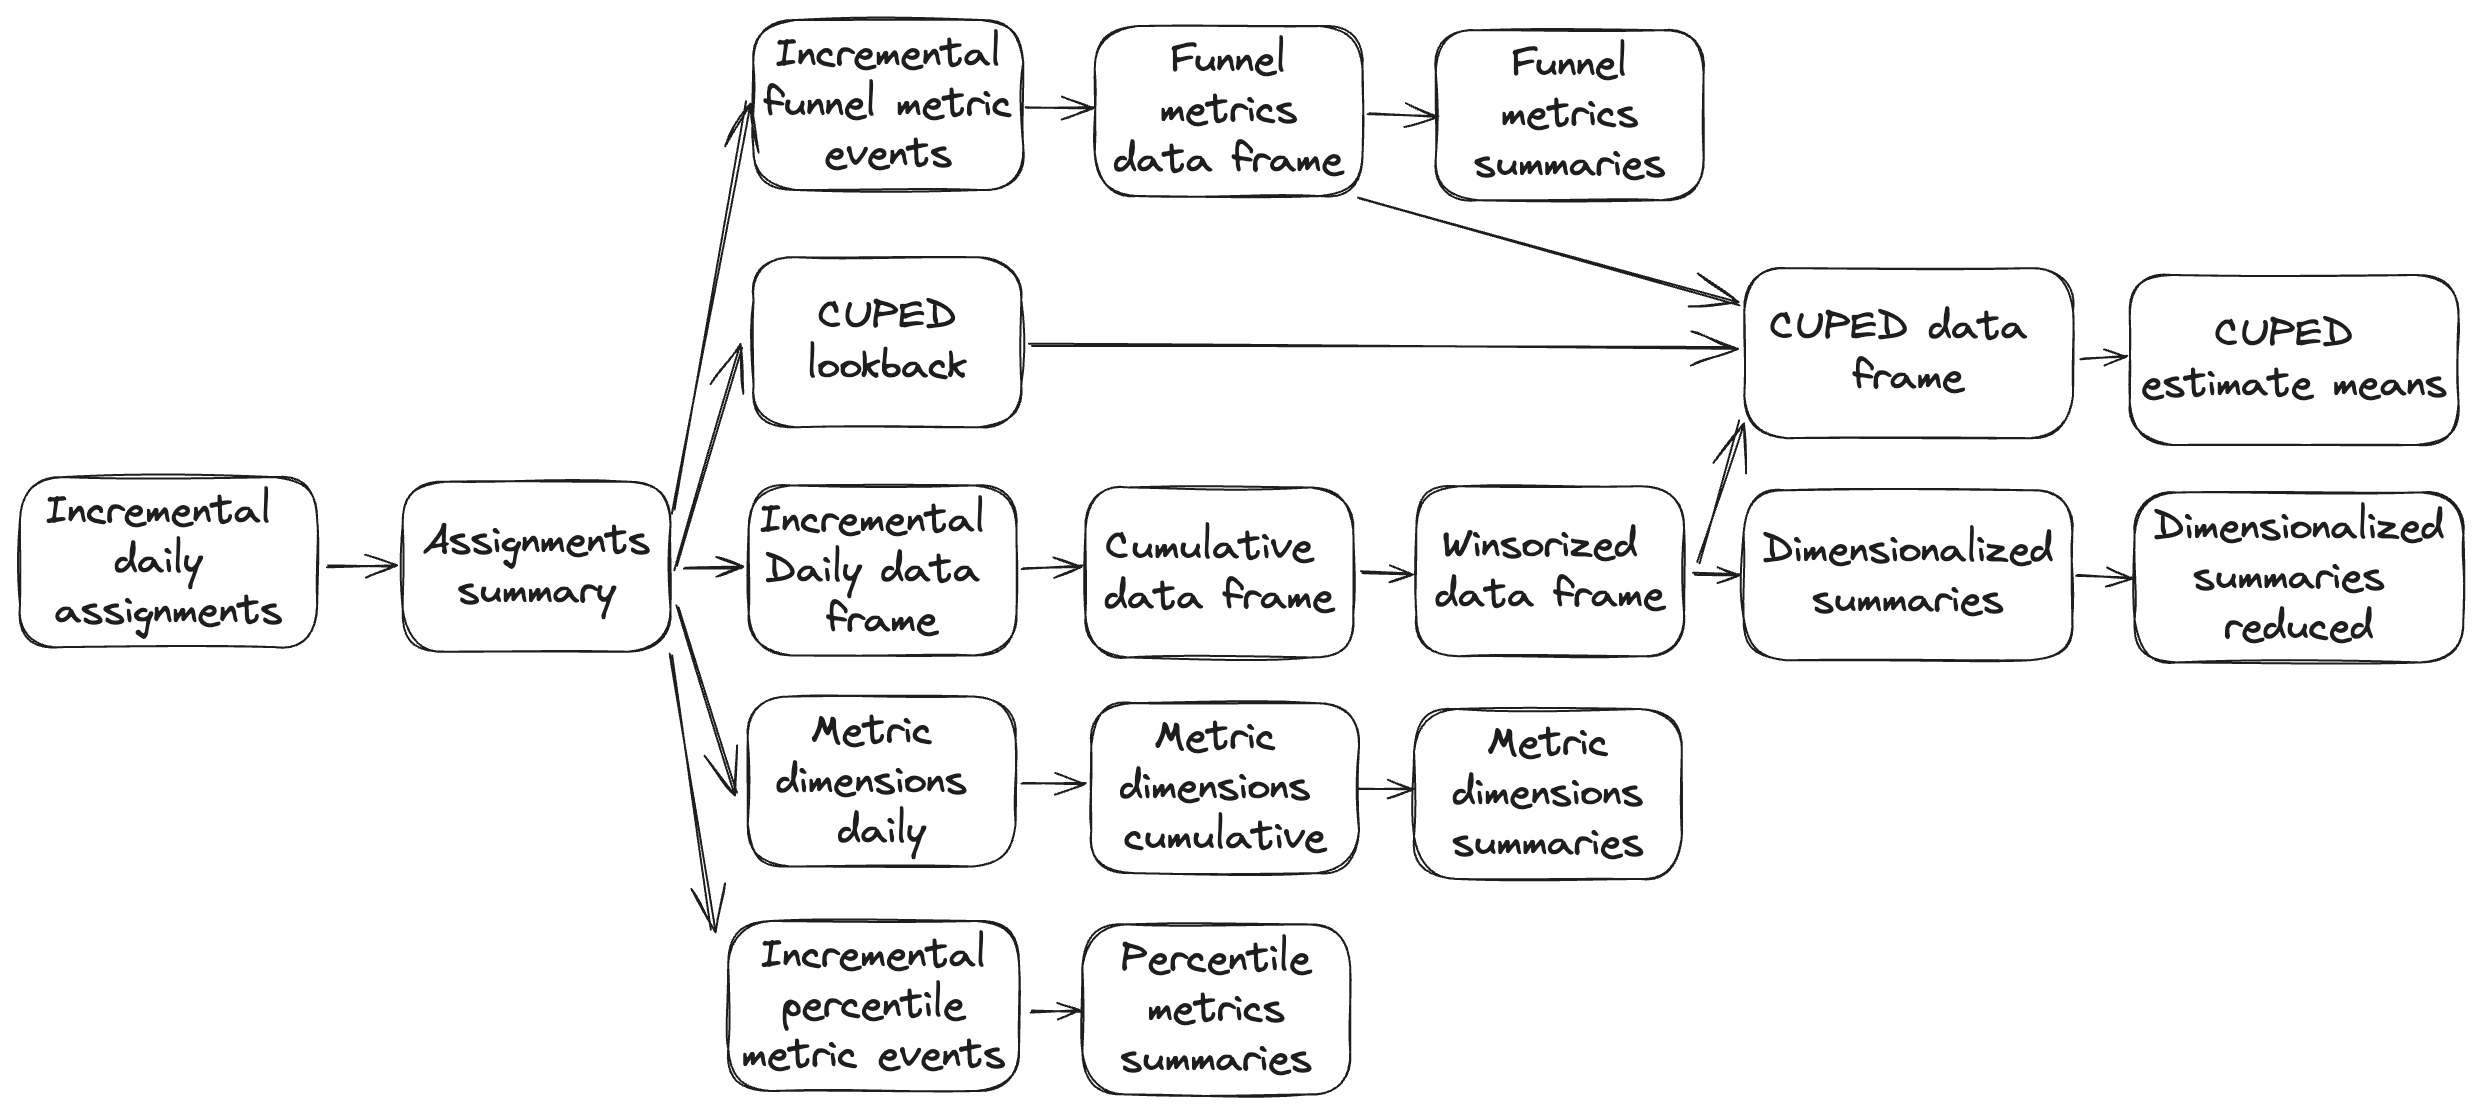 Incremental
funnel metric
events
Funnel
metrics
data frame
Funnel
metrics
summaries
CUPED
lookback
CUPED data
frame
CUPED
estimate means
Incremental
daily
assignments
Assignments
summary
Incremental
Daily data
frame
Cumulative
data frame
Winsorized
data frame
Dimensionalized
summaries
Dimensionalized
summaries
reduced
Metric
dimensions
daily
Metric
dimensions
cumulative
Metric
dimensions
summaries
Incremental
percentile
metric events
Percentile
metrics
summaries